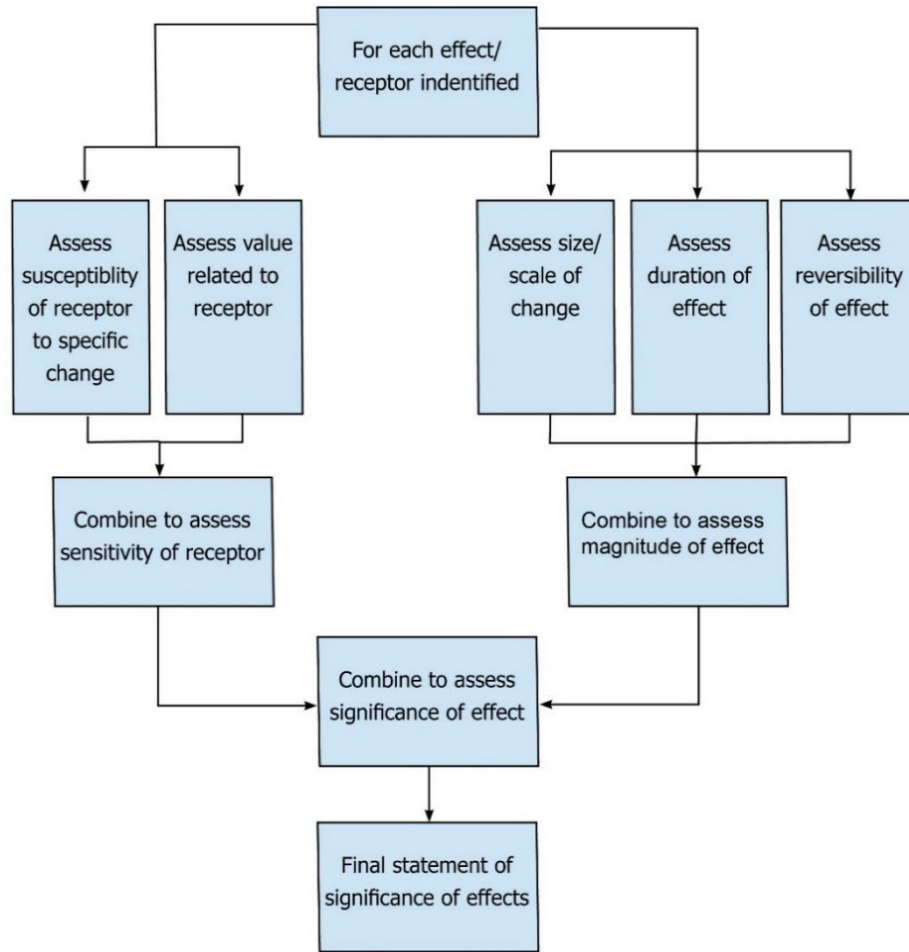 For each effect/
receptor indentified
Assess
susceptiblity
of receptor
to specific
change
Assess value
related to
receptor
Assess size/
scale of
change
Assess
duration of
effect
Assess
reversibility
of effect
Combine to assess
sensitivity of receptor
Combine to assess
magnitude of effect
Combine to assess
significance of effect
Final statement of
significance of effects